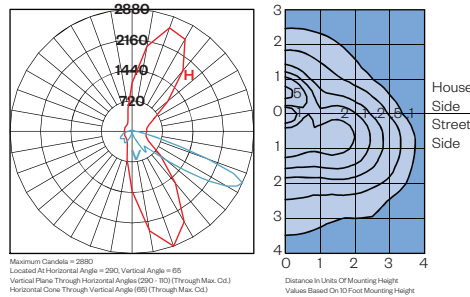 2880
2160
1440
720
H
3
2
1
0
1
2
3
4
.5
2 1 .2 .5 .1
0 1 2 3 4
House
Side
Street
Side
Maximum Candela = 2880
Located At Horizontal Angle = 290, Vertical Angle = 65
Vertical Plane Through Horizontal Angles (290 - 110) (Through Max. Cd.)
Horizontal Cone Through Vertical Angle (65) (Through Max. Cd.)
Distance In Units Of Mounting Height
Values Based On 10 Foot Mounting Height